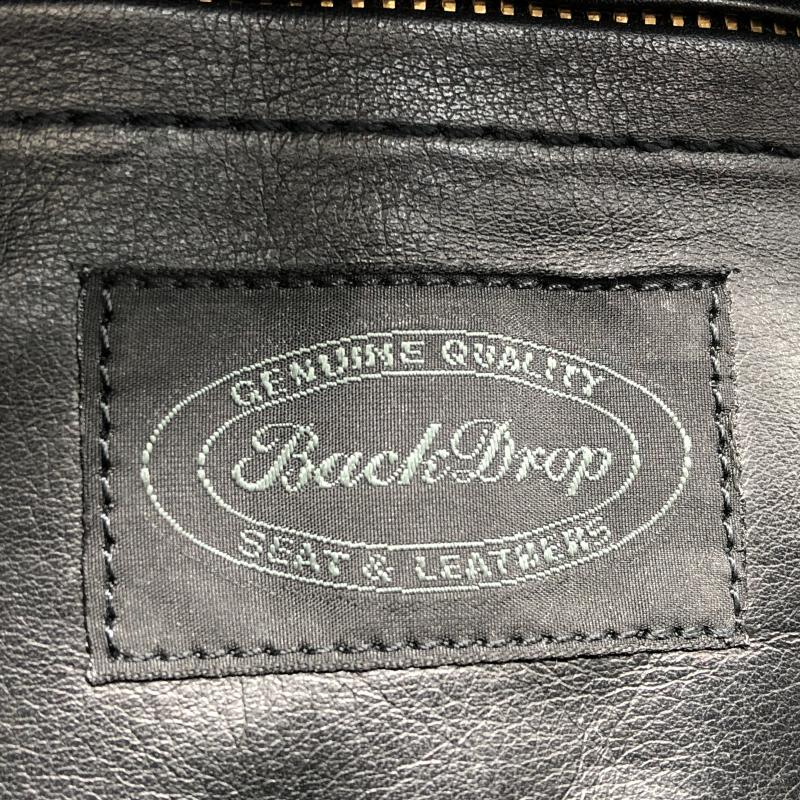 GENUINE QUALITY
BackDrop
SEAT & LEATHERS